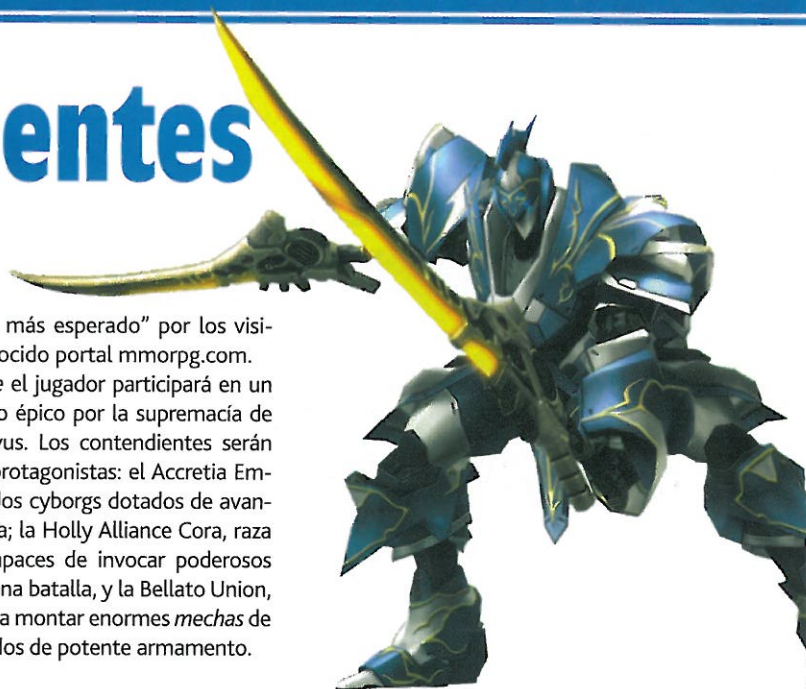 entes
más esperado” por los visi-
ocido portal mmorpg.com.
e el jugador participará en un
o épico por la supremacía de
vus. Los contendientes serán
protagonistas: el Accretia Em-
dos cyborgs dotados de avan-
a; la Holly Alliance Cora, raza
apaces de invocar poderosos
na batalla, y la Bellato Union,
a montar enormes mechas de
dos de potente armamento.